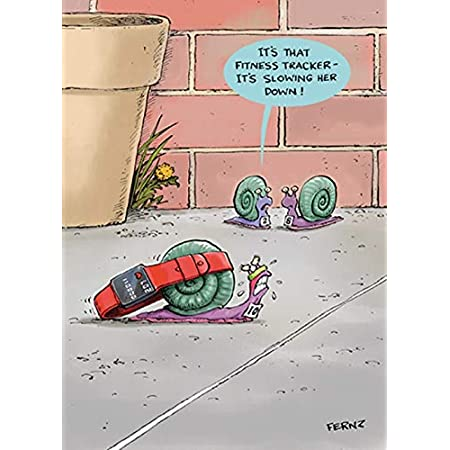 IT'S THAT
FITNESS TRACKER-
IT'S SLOWING HER
DOWN!
FERNZ